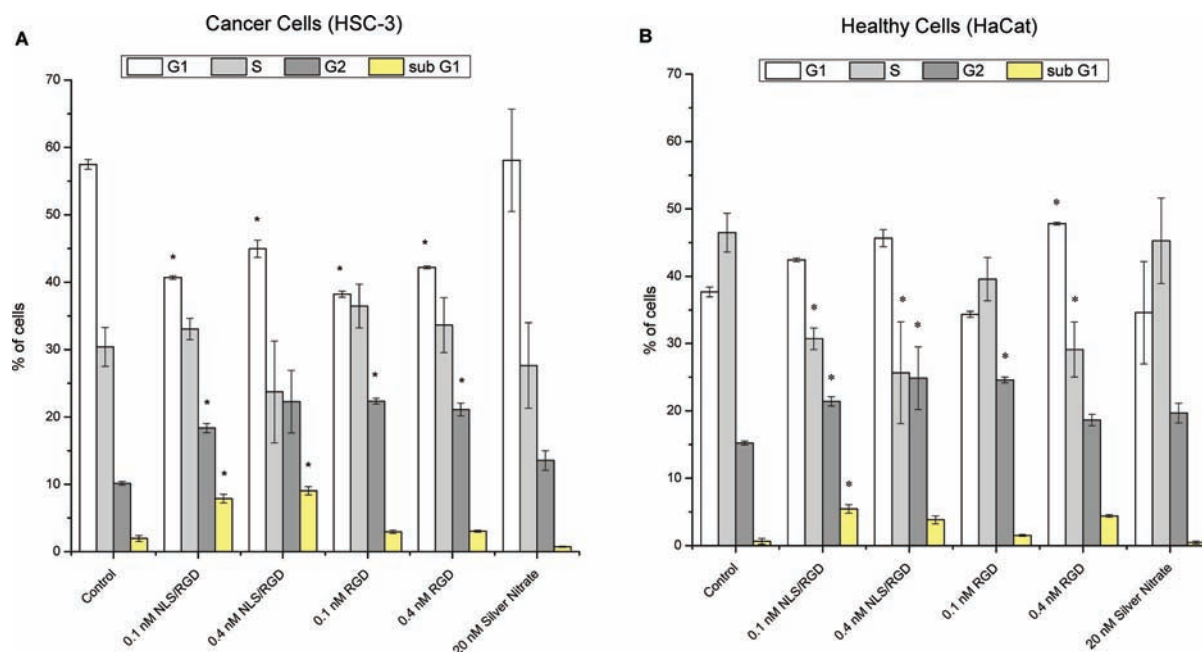 Cancer Cells (HSC-3)
A
G1 S G2 sub G1
70
60
50
40
30
20
10
0
% of cells
* * * * * * * * *
Control
0.1 nM NLS/RGD
0.4 nM NLS/RGD
0.1 nM RGD
0.4 nM RGD
20 nM Silver Nitrate
Healthy Cells (HaCat)
B
G1 S G2 sub G1
70
60
50
40
30
20
10
0
% of cells
* * * * * * * *
Control
0.1 nM NLS/RGD
0.4 nM NLS/RGD
0.1 nM RGD
0.4 nM RGD
20 nM Silver Nitrate